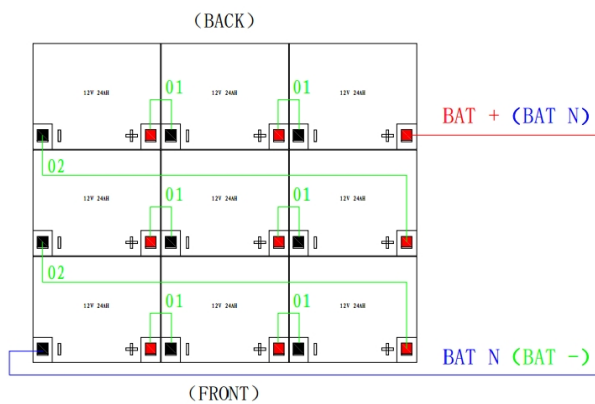 (BACK)
01 01
12V 24AH 12V 24AH 12V 24AH
BAT + (BAT N)
02
01 01
12V 24AH 12V 24AH 12V 24AH
02
01 01
12V 24AH 12V 24AH 12V 24AH
BAT N (BAT -)
(FRONT)